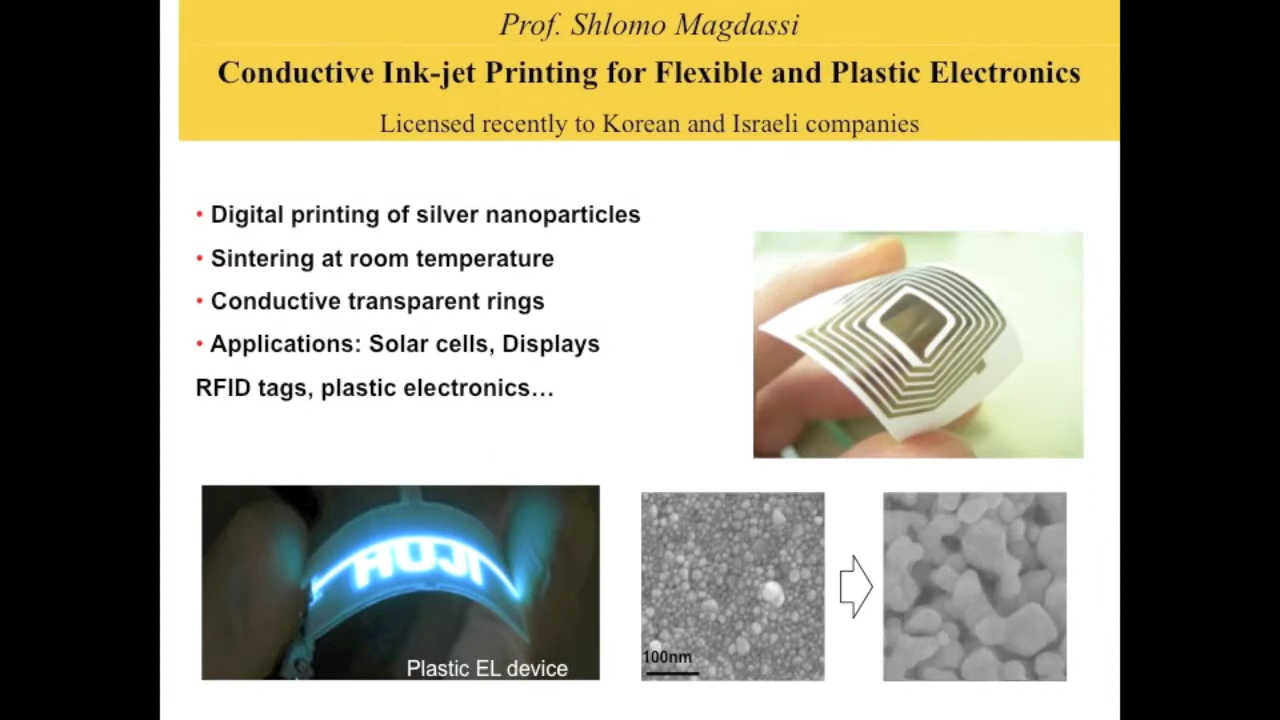 Prof. Shlomo Magdassi
Conductive Ink-jet Printing for Flexible and Plastic Electronics
Licensed recently to Korean and Israeli companies
• Digital printing of silver nanoparticles
• Sintering at room temperature
• Conductive transparent rings
• Applications: Solar cells, Displays
RFID tags, plastic electronics…
HUJI
Plastic EL device
100nm